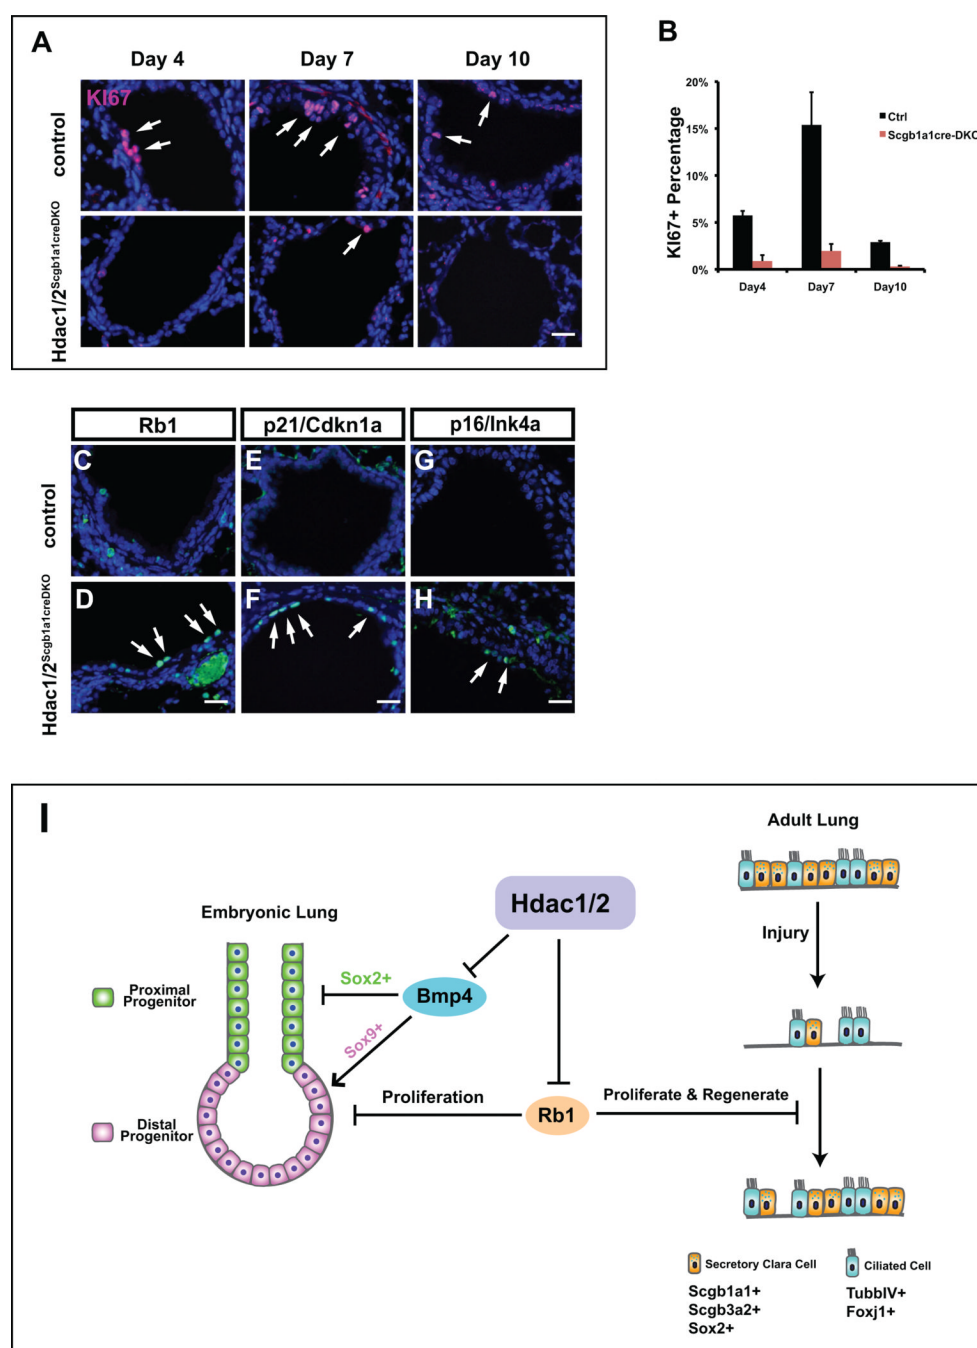 A
Day 4
Day 7
Day 10
KI67
control
Hdac1/2Scgb1a1creDKO
B
20%
15%
10%
5%
0%
KI67+ Percentage
Ctrl
Scgb1a1cre-DKO
Day4
Day7
Day10
Rb1
p21/Cdkn1a
p16/Ink4a
C
E
G
control
D
F
H
Hdac1/2Scgb1a1creDKO
I
Adult Lung
Hdac1/2
Embryonic Lung
Injury
Proximal
Progenitor
Sox2+
Bmp4
Sox9+
Proliferation
Rb1
Proliferate & Regenerate
Distal
Progenitor
Secretory Clara Cell
Scgb1a1+
Scgb3a2+
Sox2+
Ciliated Cell
TubbIV+
Foxj1+